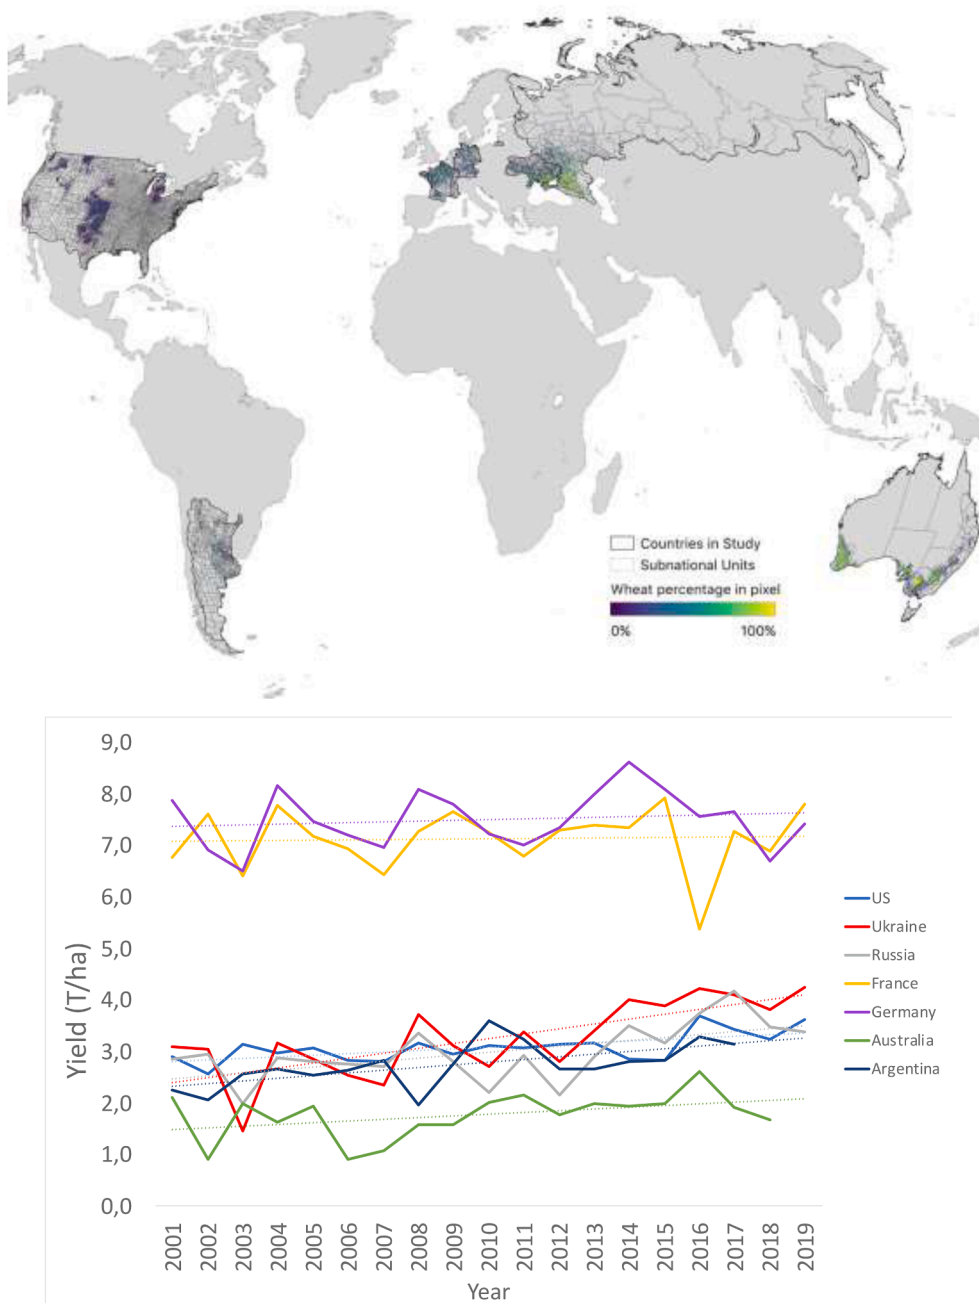 Countries in Study
Subnational Units
Wheat percentage in pixel
0% 100%
9,0
8,0
7,0
6,0
5,0
4,0
3,0
2,0
1,0
0,0
Yield (T/ha)
2001 2002 2003 2004 2005 2006 2007 2008 2009 2010 2011 2012 2013 2014 2015 2016 2017 2018 2019
Year
US
Ukraine
Russia
France
Germany
Australia
Argentina